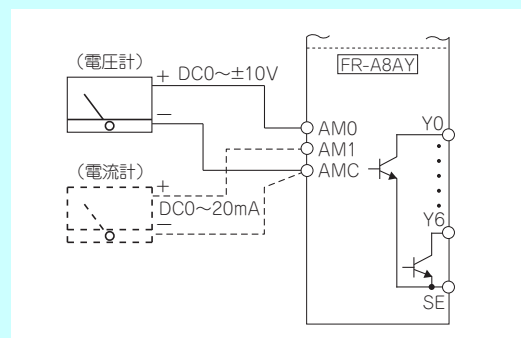 FR-A8AY
（電圧計）
+ DC0～±10V
−
AM0
AM1
AMC
（電流計）
+
DC0～20mA
−
Y0
Y6
SE